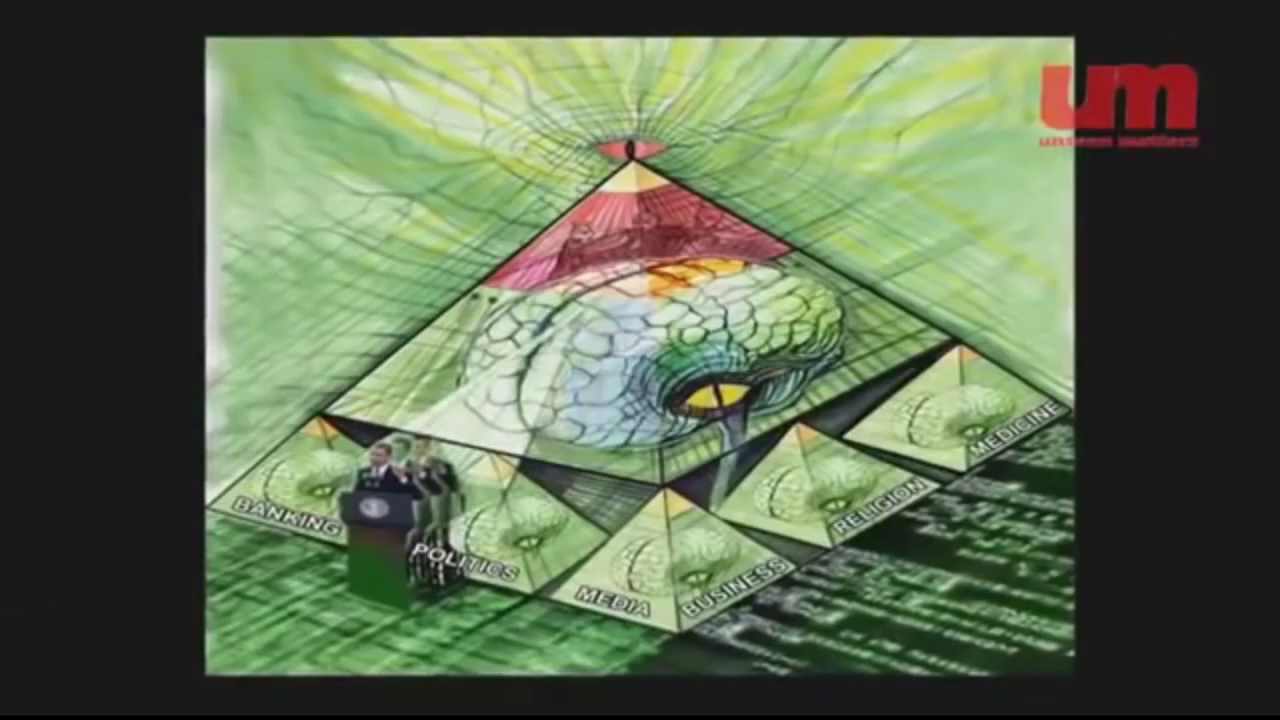 um
BANKING
POLITICS
MEDIA
BUSINESS
RELIGION
MEDICINE